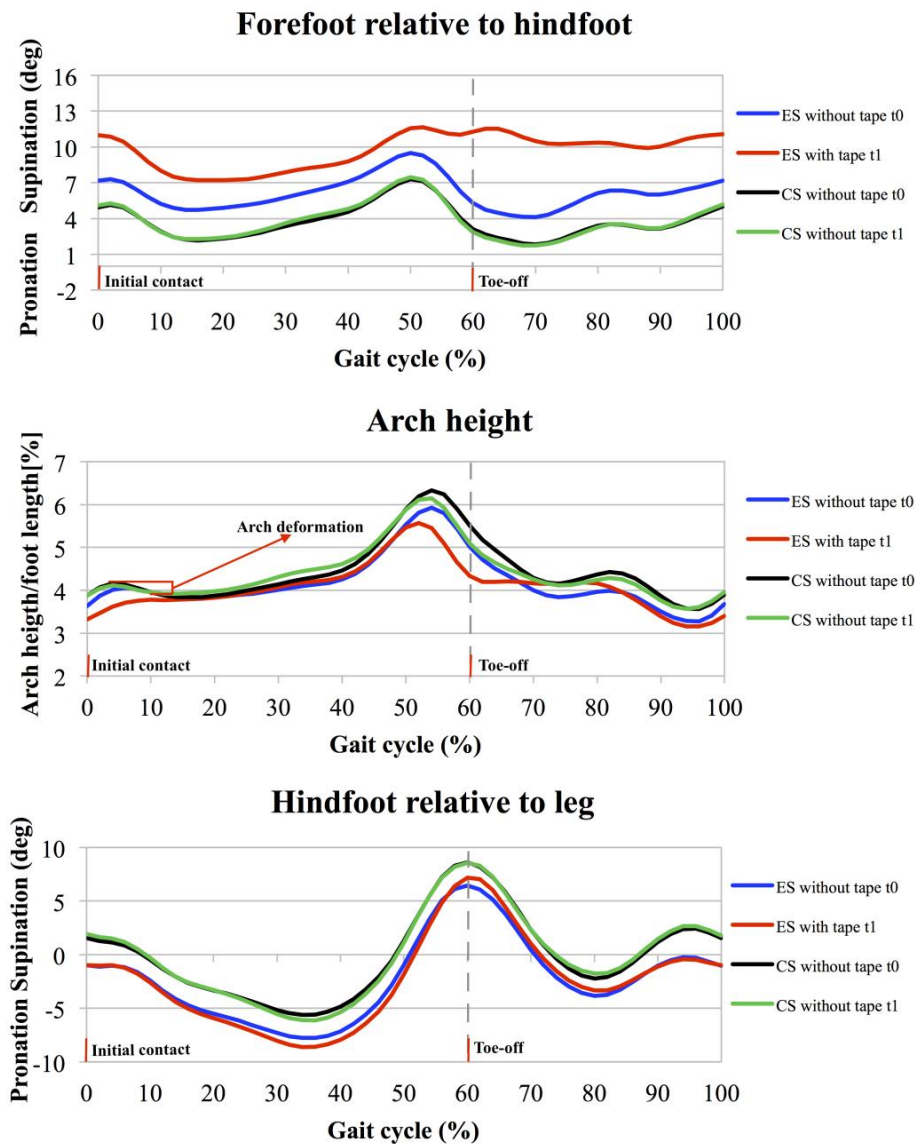 Forefoot relative to hindfoot
Pronation Supination (deg)
16
13
10
7
4
1
-2
Initial contact
Toe-off
0 10 20 30 40 50 60 70 80 90 100
Gait cycle (%)
ES without tape t0
ES with tape t1
CS without tape t0
CS without tape t1
Arch height
Arch heigth/foot length[%]
7
6
5
4
3
2
Arch deformation
Initial contact
Toe-off
0 10 20 30 40 50 60 70 80 90 100
Gait cycle (%)
ES without tape t0
ES with tape t1
CS without tape t0
CS without tape t1
Hindfoot relative to leg
Pronation Supination (deg)
10
5
0
-5
-10
Initial contact
Toe-off
0 10 20 30 40 50 60 70 80 90 100
Gait cycle (%)
ES without tape t0
ES with tape t1
CS without tape t0
CS without tape t1